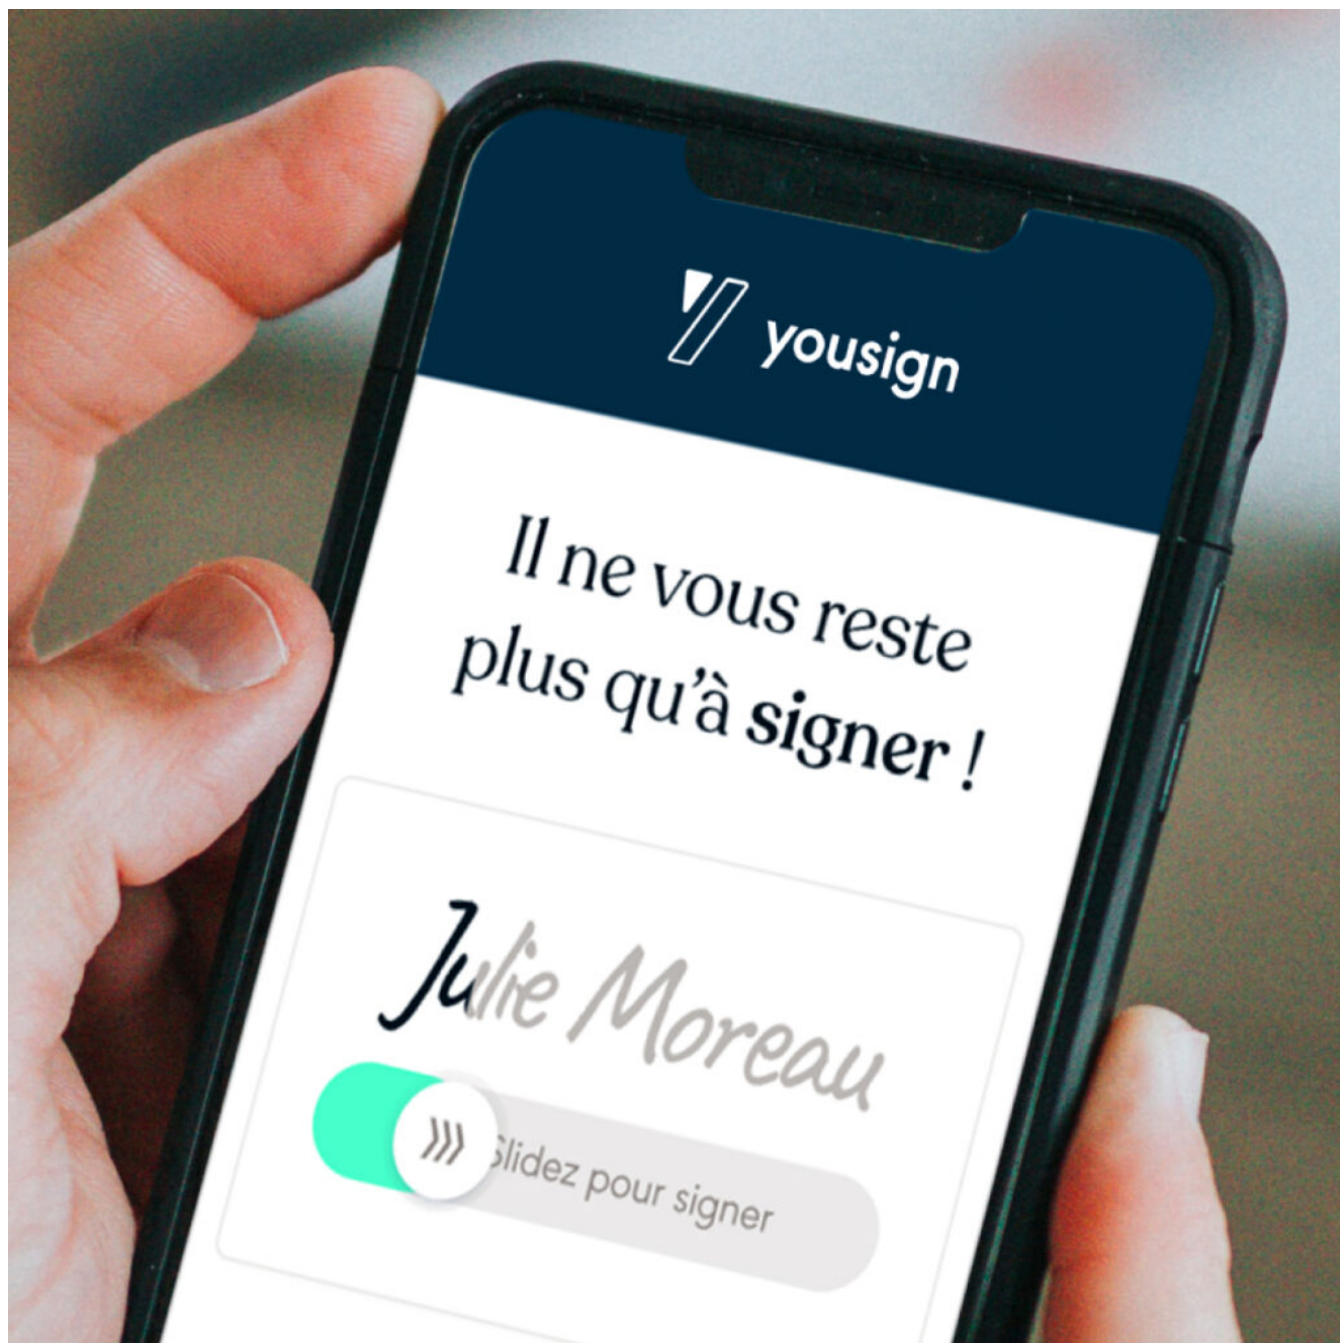 yousign
Il ne vous reste
plus qu’à signer !
Julie Moreau
Slidez pour signer